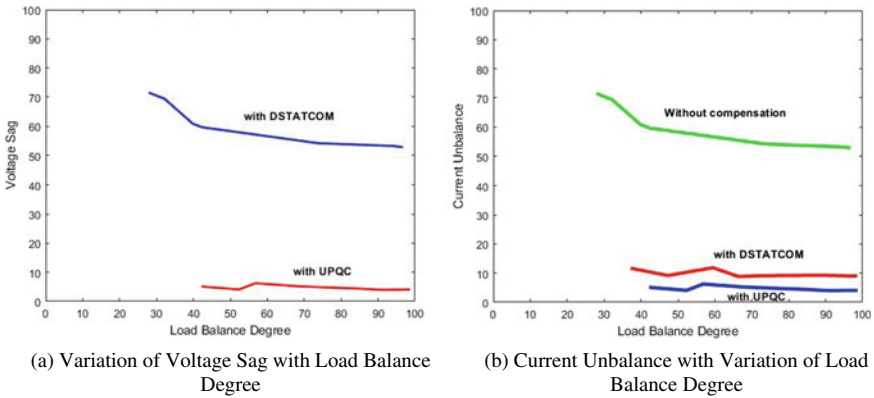 100
90
80
70
60
50
40
30
20
10
0
Voltage Sag
with DSTATCOM
with UPQC
0 10 20 30 40 50 60 70 80 90 100
Load Balance Degree
(a) Variation of Voltage Sag with Load Balance
Degree
100
90
80
70
60
50
40
30
20
10
0
Current Unbalance
Without compensation
with DSTATCOM
with UPQC
0 10 20 30 40 50 60 70 80 90 100
Load Balance Degree
(b) Current Unbalance with Variation of Load
Balance Degree